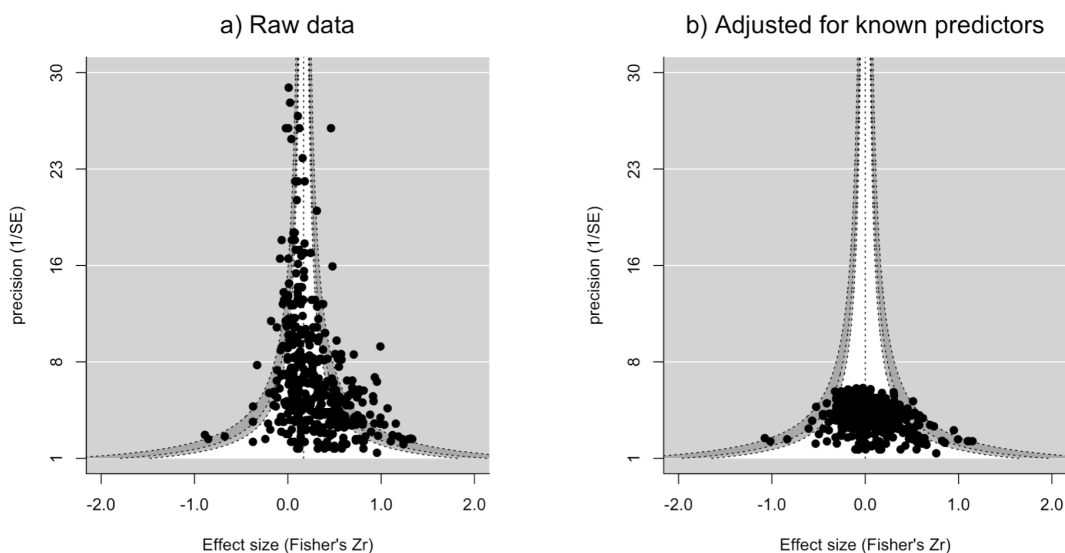 a) Raw data
precision (1/SE)
30
23
16
8
1
-2.0 -1.0 0.0 1.0 2.0
Effect size (Fisher's Zr)
b) Adjusted for known predictors
precision (1/SE)
30
23
16
8
1
-2.0 -1.0 0.0 1.0 2.0
Effect size (Fisher's Zr)